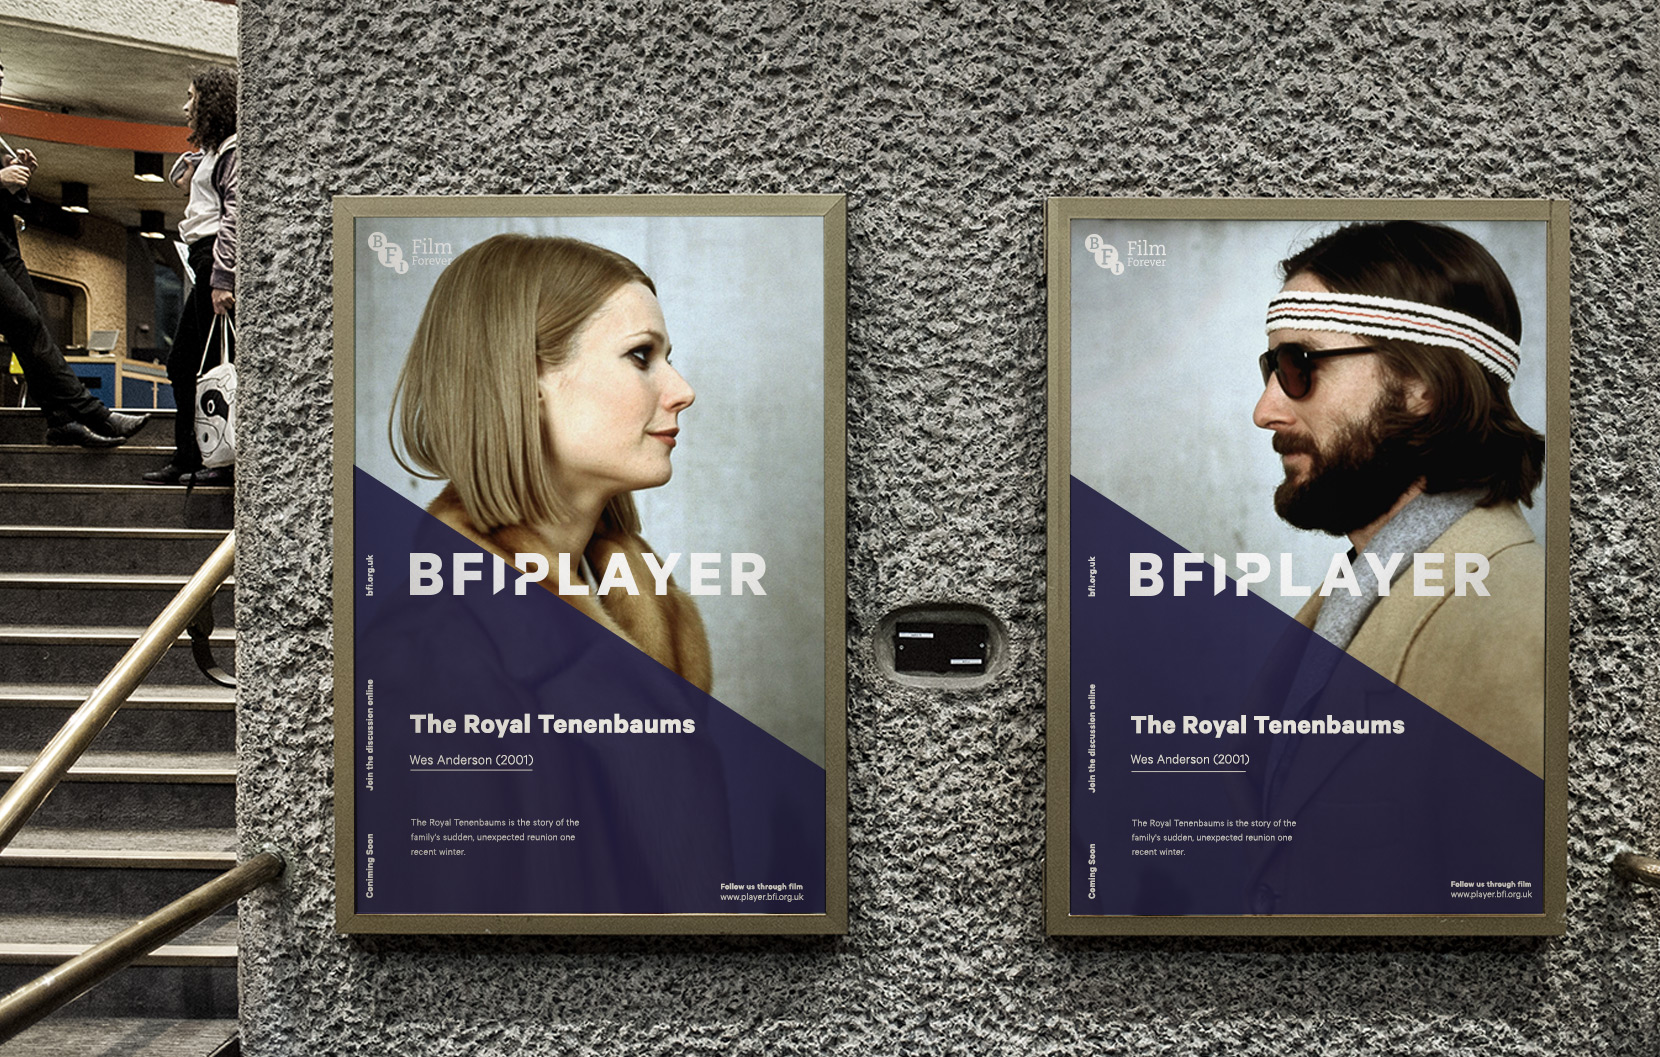 BFI
Film
Forever
bfi.org.uk
Join the discussion online
Coniming Soon
BFIPLAYER
The Royal Tenenbaums
Wes Anderson (2001)
The Royal Tenenbaums is the story of the
family's sudden, unexpected reunion one
recent winter.
Follow us through film
www.player.bfi.org.uk
BFI
Film
Forever
bfi.org.uk
Join the discussion online
Coming Soon
BFIPLAYER
The Royal Tenenbaums
Wes Anderson (2001)
The Royal Tenenbaums is the story of the
family's sudden, unexpected reunion one
recent winter.
Follow us through film
www.player.bfi.org.uk